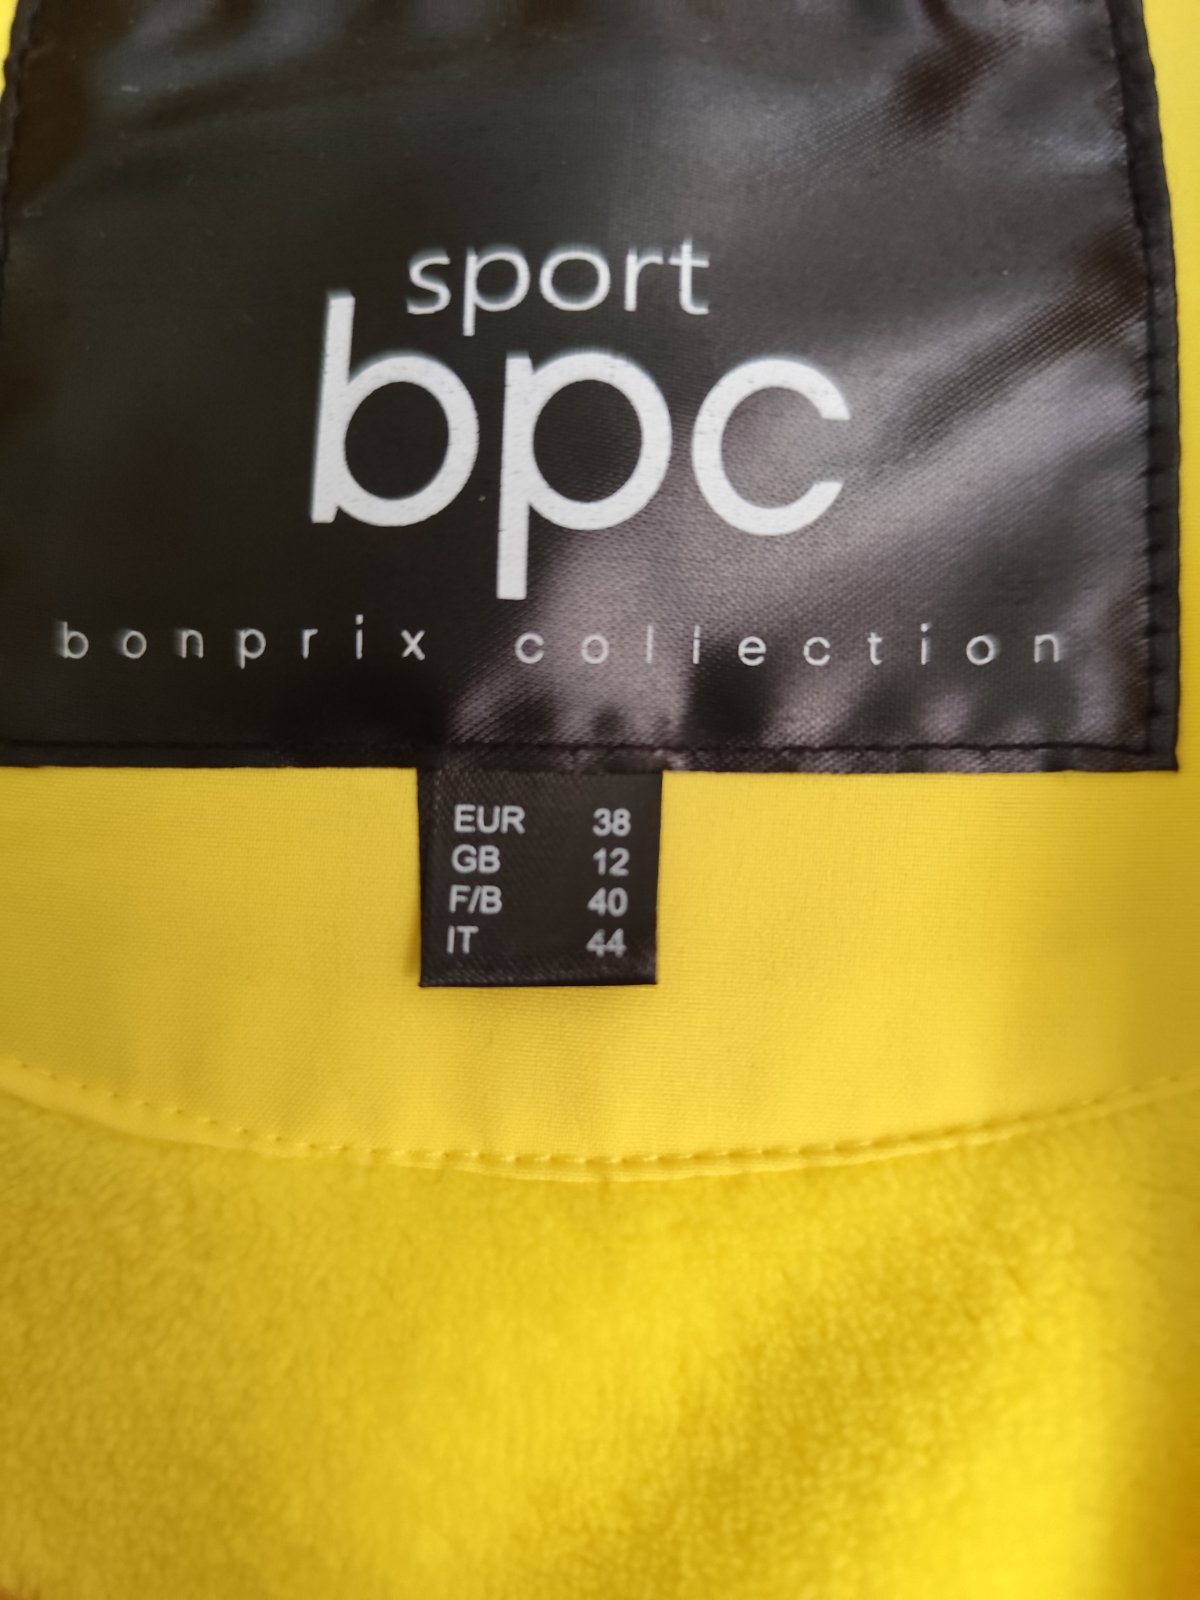 sport
bpc
bonprix collection
EUR 38
GB 12
F/B 40
IT 44